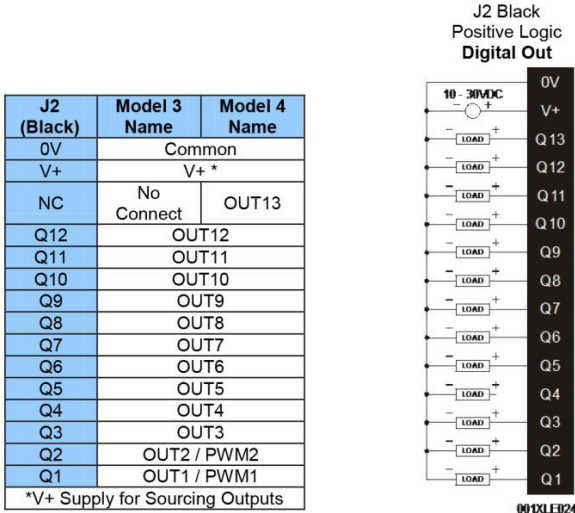 J2 (Black) Model 3 Name Model 4 Name
0V Common
V+ V+ *
NC No Connect OUT13
Q12 OUT12
Q11 OUT11
Q10 OUT10
Q9 OUT9
Q8 OUT8
Q7 OUT7
Q6 OUT6
Q5 OUT5
Q4 OUT4
Q3 OUT3
Q2 OUT2 / PWM2
Q1 OUT1 / PWM1
*V+ Supply for Sourcing Outputs
J2 Black
Positive Logic
Digital Out
0V
10 - 30VDC
- + V+
- LOAD + Q13
- LOAD + Q12
- LOAD + Q11
- LOAD + Q10
- LOAD + Q9
- LOAD + Q8
- LOAD + Q7
- LOAD + Q6
- LOAD + Q5
- LOAD + Q4
- LOAD + Q3
- LOAD + Q2
- LOAD + Q1
001XLE024